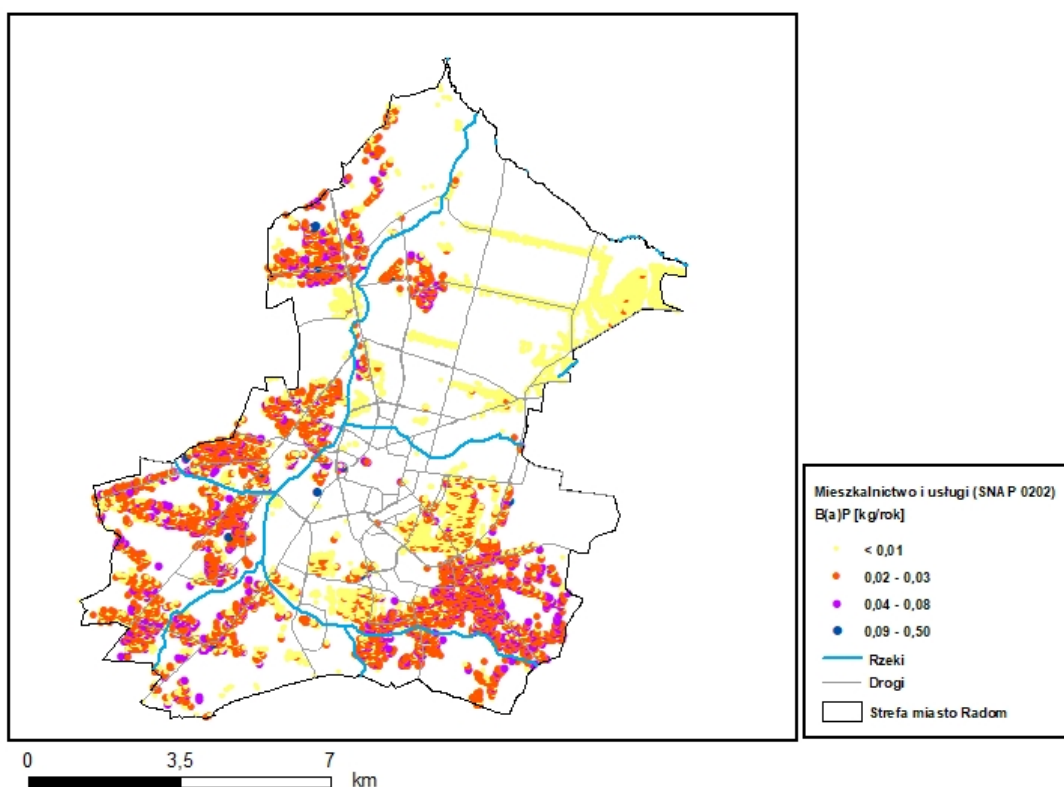 Mieszkalnictwo i usługi (SNAP 0202)
B(a)P [kg/rok]
< 0,01
0,02 - 0,03
0,04 - 0,08
0,09 - 0,50
Rzeki
Drogi
Strefa miasto Radom
0 3,5 7
km